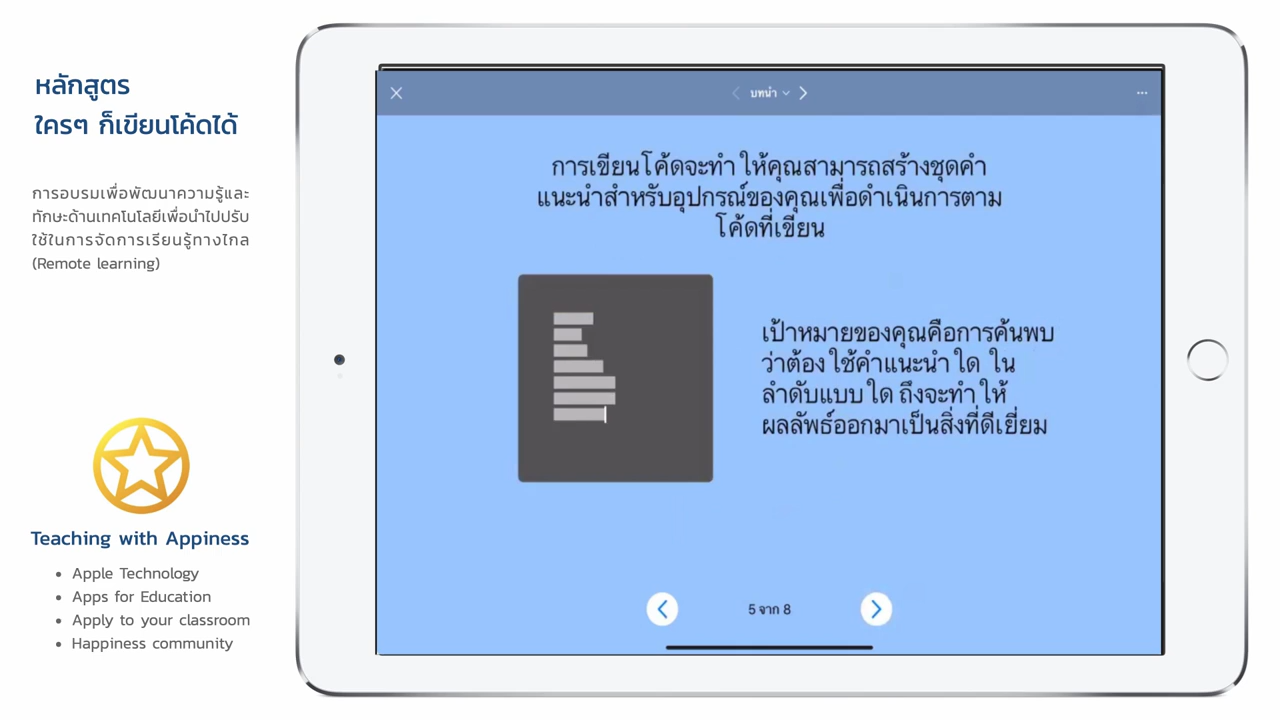 หลักสูตร
ใครๆ ก็เขียนโค้ดได้
การอบรมเพื่อพัฒนาความรู้และ
ทักษะด้านเทคโนโลยีเพื่อนำไปปรับ
ใช้ในการจัดการเรียนรู้ทางไกล
(Remote learning)
Teaching with Appiness
• Apple Technology
• Apps for Education
• Apply to your classroom
• Happiness community
บทนำ
การเขียนโค้ดจะทำให้คุณสามารถสร้างชุดคำ
แนะนำสำหรับอุปกรณ์ของคุณเพื่อดำเนินการตาม
โค้ดที่เขียน
เป้าหมายของคุณคือการค้นพบ
ว่าต้องใช้คำแนะนำใด ใน
ลำดับแบบใด ถึงจะทำให้
ผลลัพธ์ออกมาเป็นสิ่งที่ดีเยี่ยม
5 จาก 8